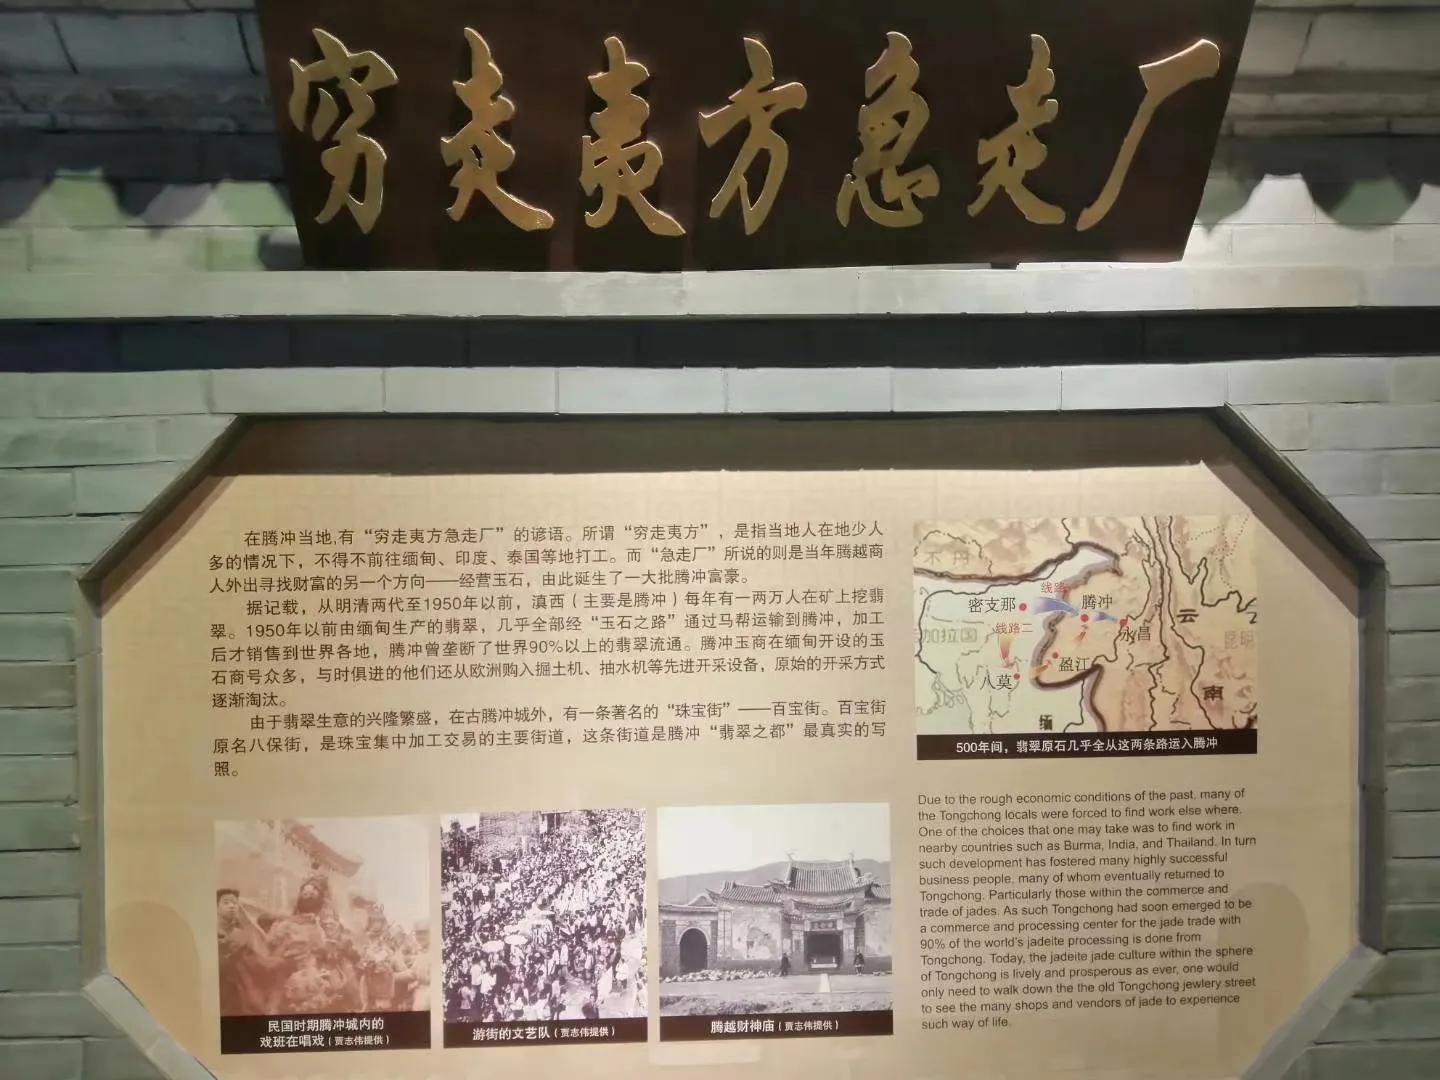 穷走夷方急走厂
在腾冲当地,有“穷走夷方急走厂”的谚语。所谓“穷走夷方”，是指当地人在地少人
多的情况下，不得不前往缅甸、印度、泰国等地打工。而“急走厂”所说的则是当年腾越商
人外出寻找财富的另一个方向——经营玉石，由此诞生了一大批腾冲富豪。
据记载，从明清两代至1950年以前，滇西（主要是腾冲）每年有一两万人在矿上挖翡
翠。1950年以前由缅甸生产的翡翠，几乎全部经“玉石之路”通过马帮运输到腾冲，加工
后才销售到世界各地，腾冲曾垄断了世界90%以上的翡翠流通。腾冲玉商在缅甸开设的玉
石商号众多，与时俱进的他们还从欧洲购入掘土机、抽水机等先进开采设备，原始的开采方式
逐渐淘汰。
由于翡翠生意的兴隆繁盛，在古腾冲城外，有一条著名的“珠宝街”——百宝街。百宝街
原名八保街，是珠宝集中加工交易的主要街道，这条街道是腾冲“翡翠之都”最真实的写
照。
不丹
线路
密支那
腾冲
云
加拉国
线路二
永昌
昆明
盈江
八莫
南
缅
500年间，翡翠原石几乎全从这两条路运入腾冲
Due to the rough economic conditions of the past, many of
the Tongchong locals were forced to find work else where.
One of the choices that one may take was to find work in
nearby countries such as Burma, India, and Thailand. In turn
such development has fostered many highly successful
business people, many of whom eventually returned to
Tongchong. Particularly those within the commerce and
trade of jades. As such Tongchong had soon emerged to be
a commerce and processing center for the jade trade with
90% of the world's jadeite processing is done from
Tongchong. Today, the jadeite jade culture within the sphere
of Tongchong is lively and prosperous as ever, one would
only need to walk down the the old Tongchong jewlery street
to see the many shops and vendors of jade to experience
such way of life.
民国时期腾冲城内的
戏班在唱戏（贾志伟提供）
游街的文艺队（贾志伟提供）
腾越财神庙（贾志伟提供）